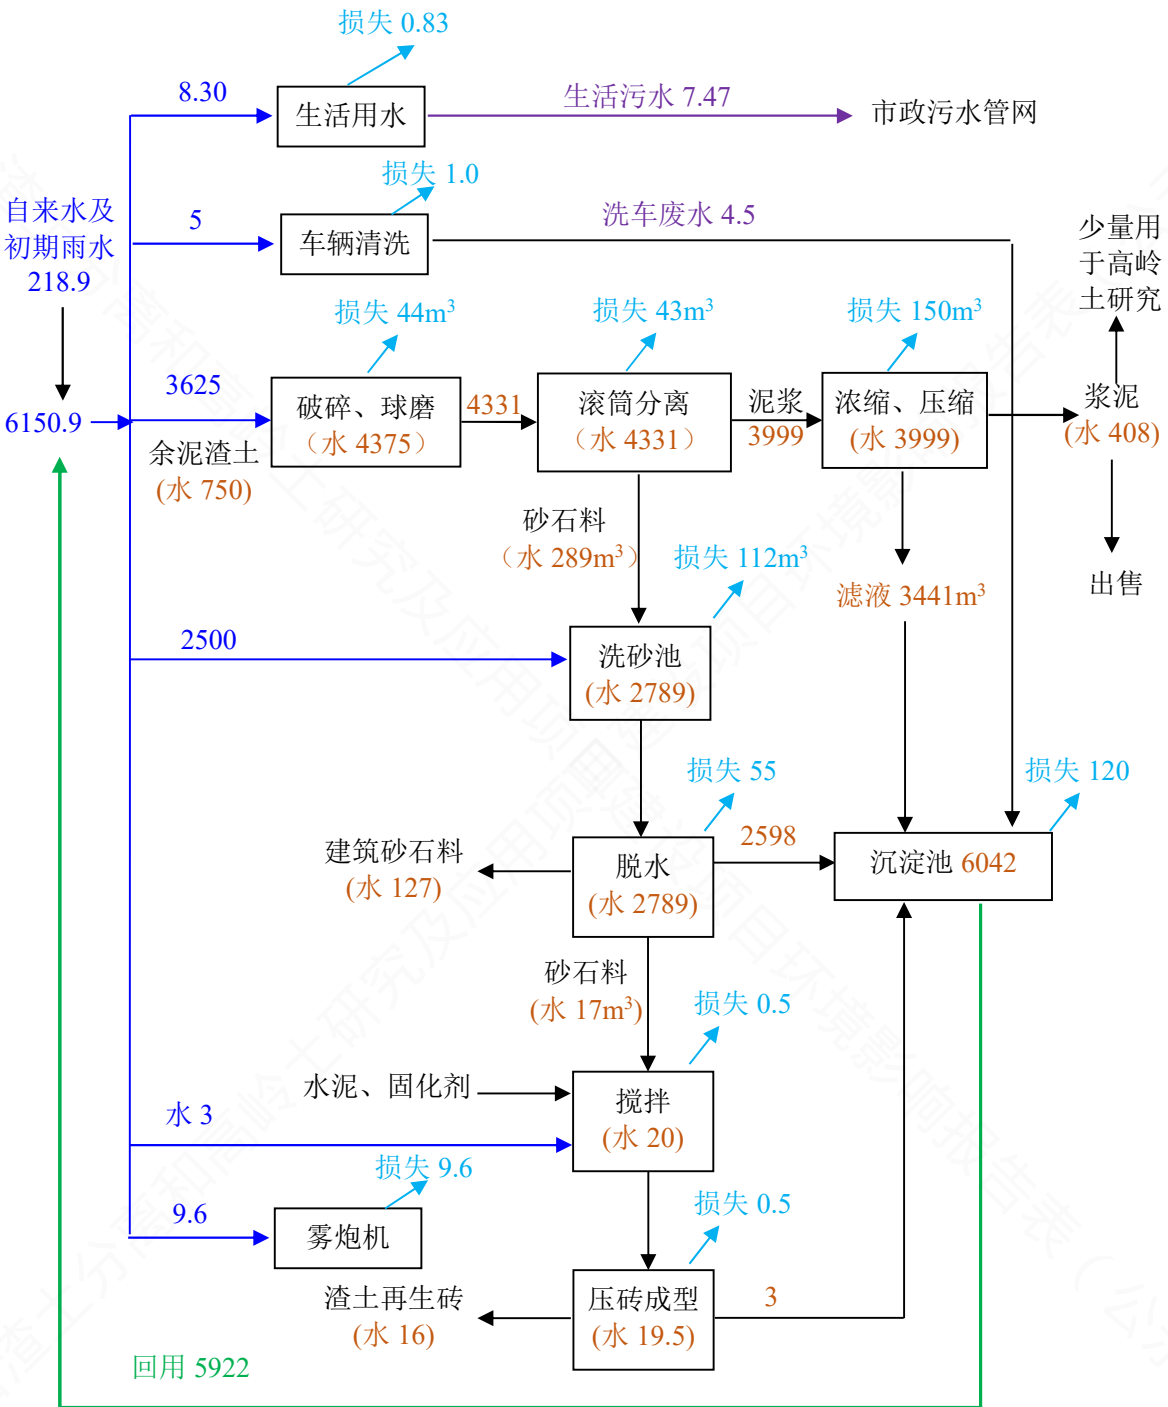 损失 0.83
8.30
生活用水
生活污水 7.47
市政污水管网
损失 1.0
自来水及
初期雨水
218.9
5
车辆清洗
洗车废水 4.5
少量用
于高岭
土研究
损失 44m³
损失 43m³
损失 150m³
6150.9
3625
余泥渣土
(水 750)
破碎、球磨
（水 4375）
4331
滚筒分离
（水 4331）
泥浆
3999
浓缩、压缩
(水 3999)
浆泥
(水 408)
砂石料
（水 289m³）
损失 112m³
滤液 3441m³
出售
2500
洗砂池
(水 2789)
损失 55
损失 120
建筑砂石料
(水 127)
脱水
(水 2789)
2598
沉淀池 6042
砂石料
(水 17m³)
损失 0.5
水泥、固化剂
水 3
搅拌
(水 20)
损失 9.6
9.6
雾炮机
损失 0.5
渣土再生砖
(水 16)
压砖成型
(水 19.5)
3
回用 5922